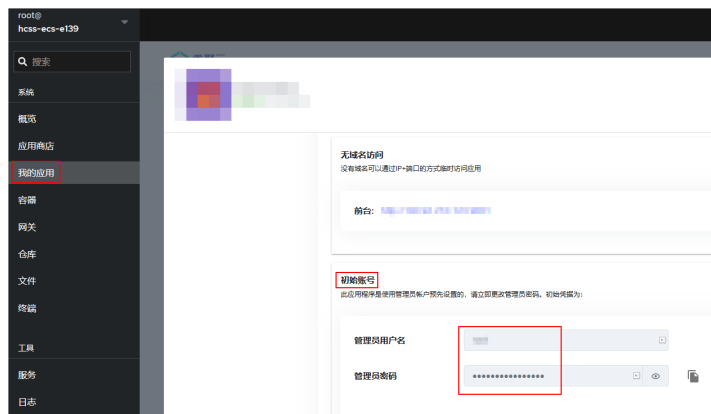 root@
hcss-ecs-e139
搜索
系统
概览
应用商店
我的应用
容器
网关
仓库
文件
终端
工具
服务
日志
无域名访问
没有域名可以通过IP+端口的方式临时访问应用
前台:
初始账号
此应用程序是使用管理员帐户预先设置的，请立即更改管理员密码。初始凭据为:
管理员用户名
管理员密码
••••••••••••••••